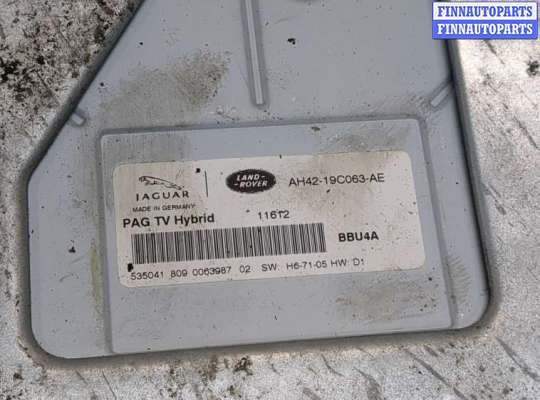 FINNAUTOPARTS
FINNAUTOPARTS
JAGUAR
LAND-
-ROVER
AH42-19C063-AE
MADE IN GERMANY
PAG TV Hybrid 11612
BBU4A
535041 809 0063987 02 SW: H6-71-05 HW: D1